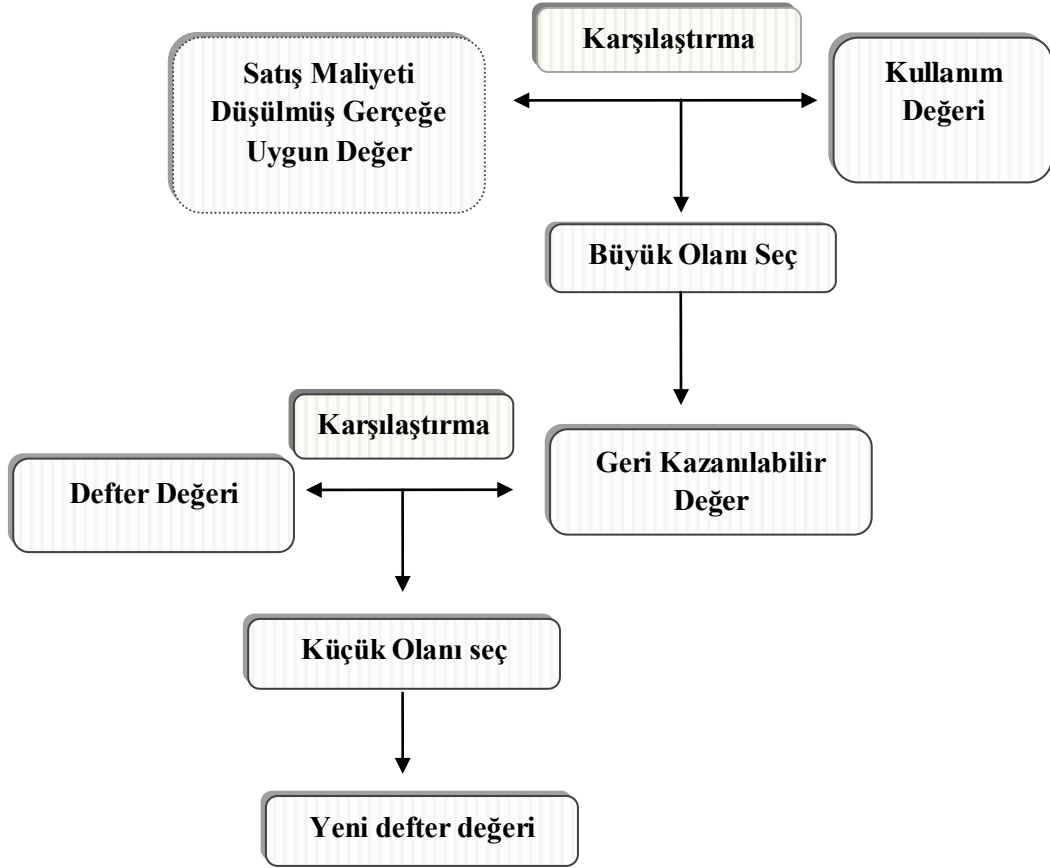 Karşılaştırma
Satış Maliyeti
Düşülmüş Gerçeğe
Uygun Değer
Kullanım
Değeri
Büyük Olanı Seç
Karşılaştırma
Geri Kazanılabilir
Değer
Defter Değeri
Küçük Olanı seç
Yeni defter değeri